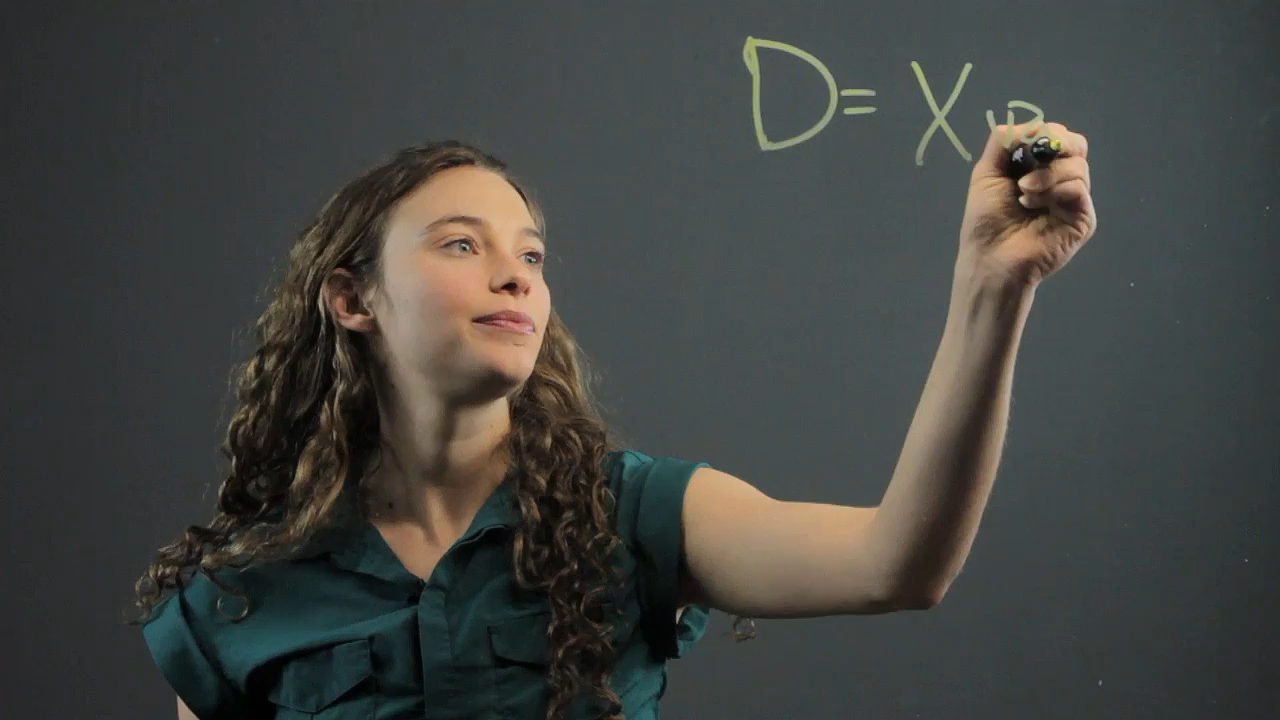 D = X